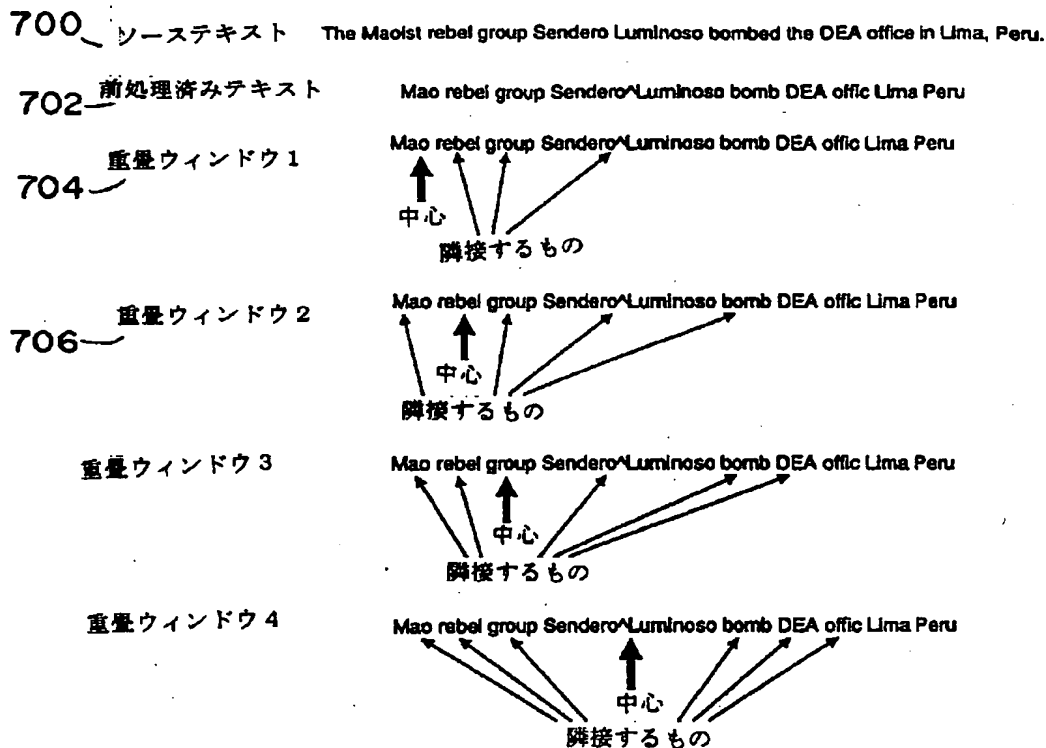 700 ソーステキスト The Maoist rebel group Sendero Luminoso bombed the DEA office in Lima, Peru.
702 前処理済みテキスト Mao rebel group Sendero^Luminoso bomb DEA offic Lima Peru
重畳ウィンドウ1 Mao rebel group Sendero^Luminoso bomb DEA offic Lima Peru
704
中心
隣接するもの
重畳ウィンドウ2 Mao rebel group Sendero^Luminoso bomb DEA offic Lima Peru
706
中心
隣接するもの
重畳ウィンドウ3 Mao rebel group Sendero^Luminoso bomb DEA offic Lima Peru
中心
隣接するもの
重畳ウィンドウ4 Mao rebel group Sendero^Luminoso bomb DEA offic Lima Peru
中心
隣接するもの